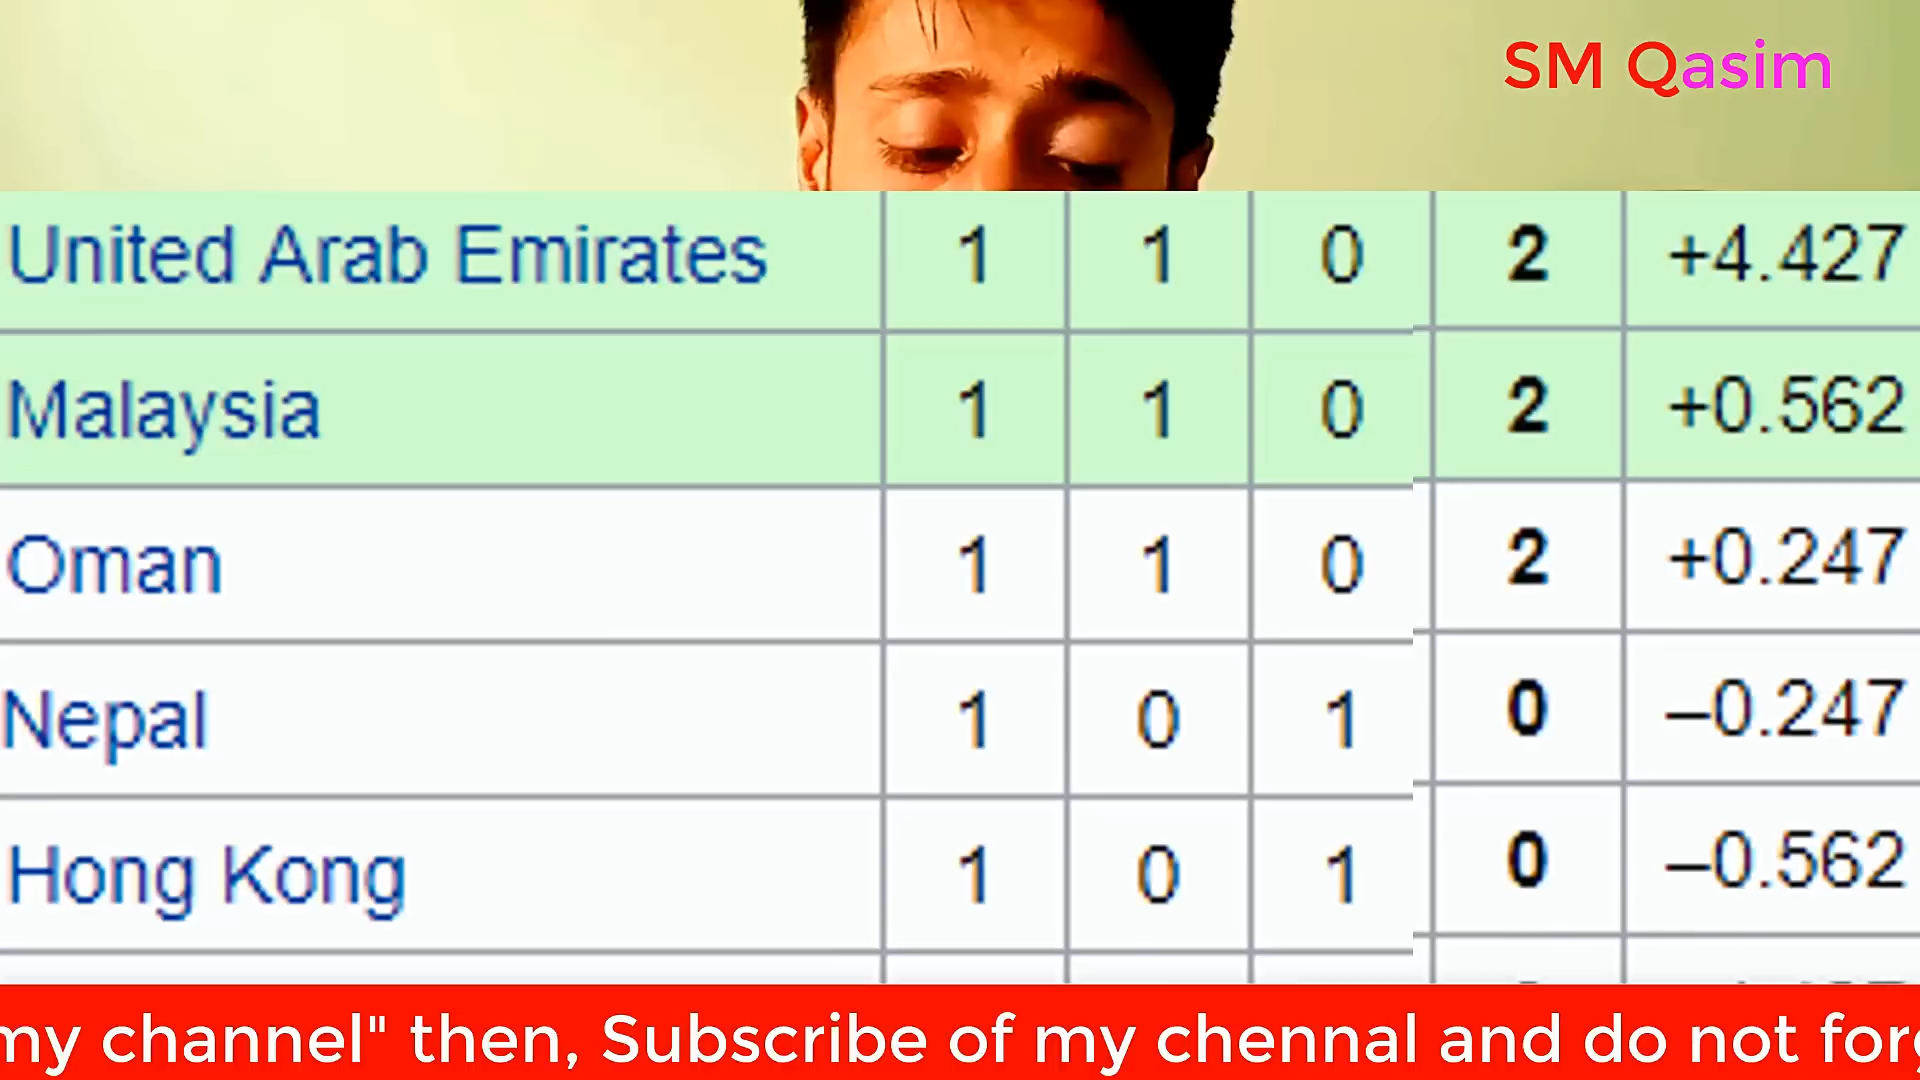 SM Qasim
United Arab Emirates 1 1 0 2 +4.427
Malaysia 1 1 0 2 +0.562
Oman 1 1 0 2 +0.247
Nepal 1 0 1 0 –0.247
Hong Kong 1 0 1 0 –0.562
my channel" then, Subscribe of my chennal and do not